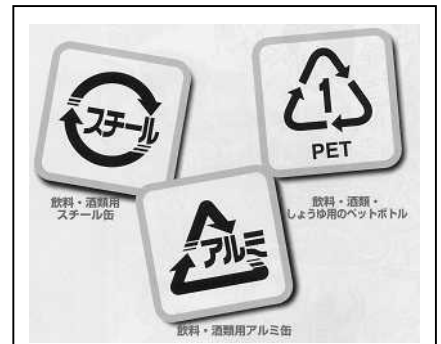 スチール
飲料・酒類用
スチール缶
1
PET
飲料・酒類・
しょうゆ用のペットボトル
アルミ
飲料・酒類用アルミ缶